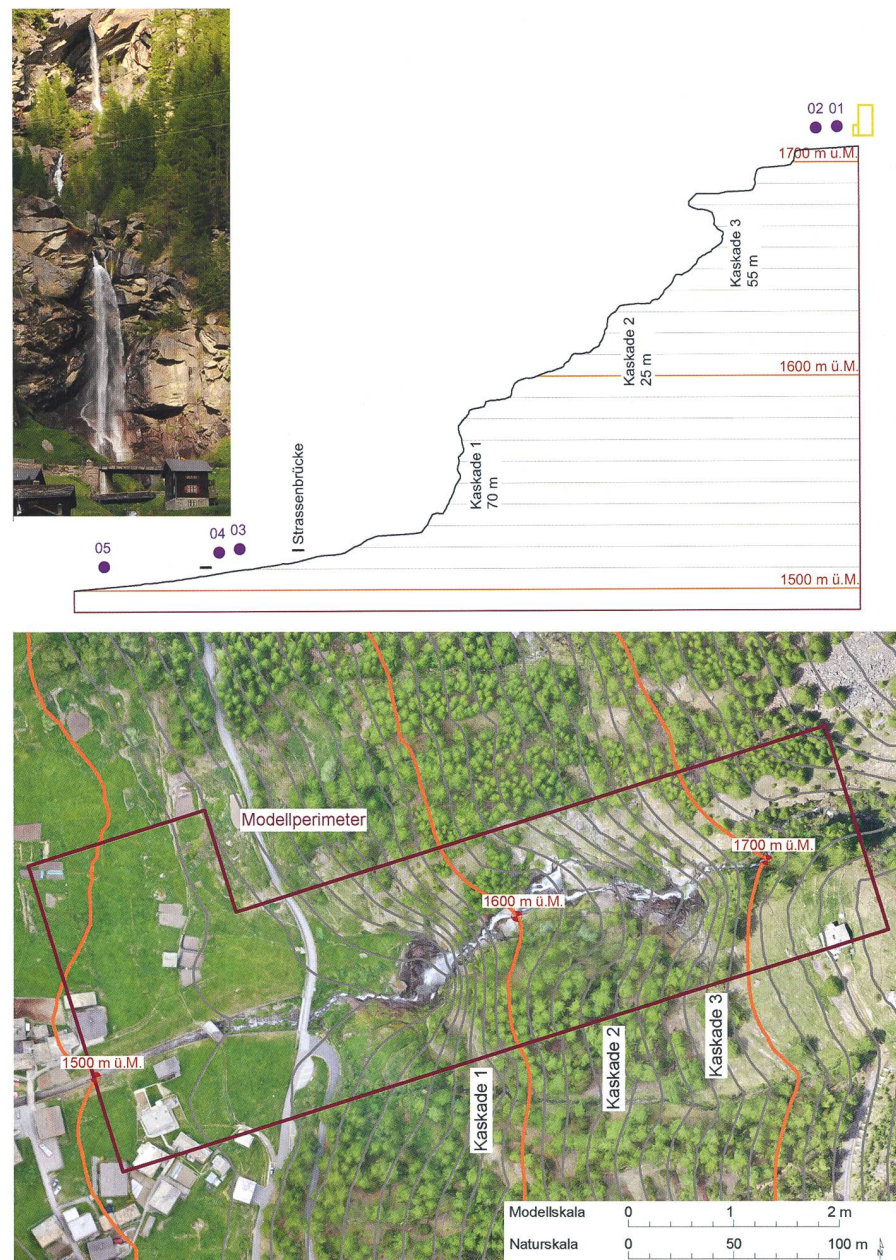 02 01
1700 m ü.M.
Kaskade 3
55 m
Kaskade 2
25 m
1600 m ü.M.
Kaskade 1
70 m
Strassenbrücke
04 03
05
1500 m ü.M.
Modellperimeter
1700 m ü.M.
1600 m ü.M.
1500 m ü.M.
Kaskade 3
Kaskade 2
Kaskade 1
Modellskala 0 1 2 m
Naturskala 0 50 100 m